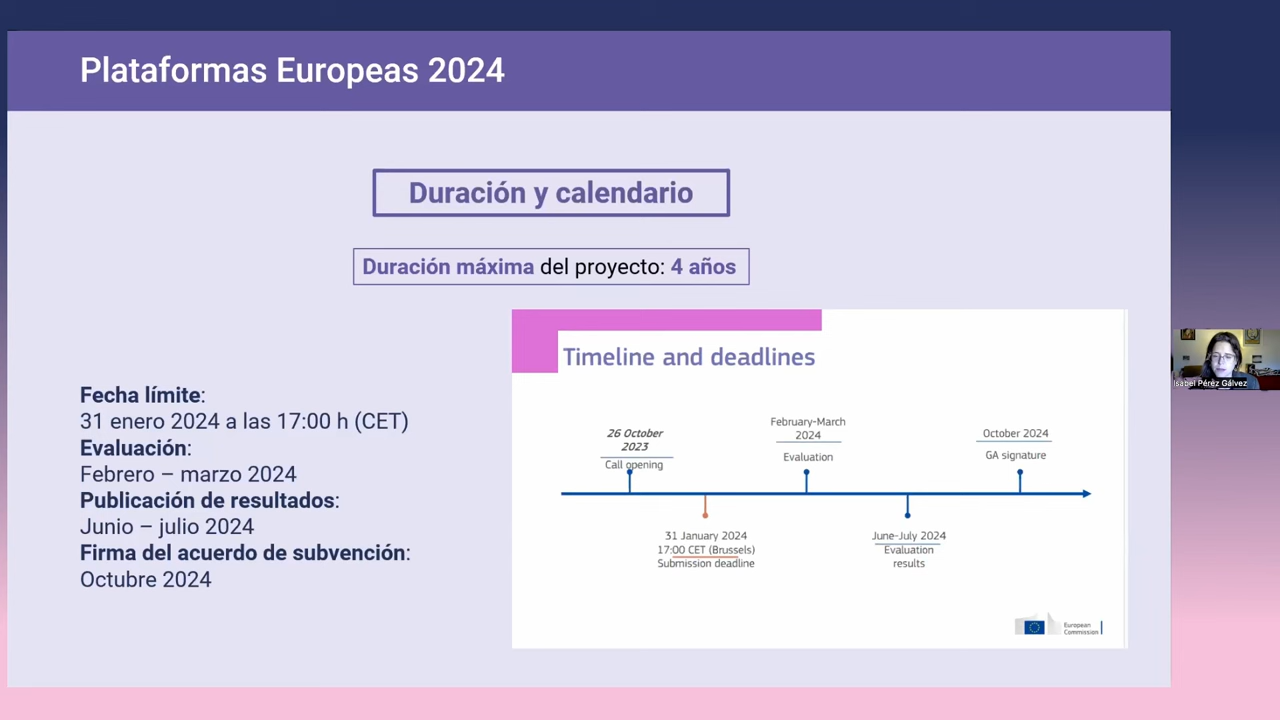 Plataformas Europeas 2024
Duración y calendario
Duración máxima del proyecto: 4 años
Fecha límite:
31 enero 2024 a las 17:00 h (CET)
Evaluación:
Febrero – marzo 2024
Publicación de resultados:
Junio – julio 2024
Firma del acuerdo de subvención:
Octubre 2024
Timeline and deadlines
26 October
2023
Call opening
February-March
2024
Evaluation
October 2024
GA signature
31 January 2024
17:00 CET (Brussels)
Submission deadline
June-July 2024
Evaluation
results
European
Commission
Isabel Pérez Gálvez